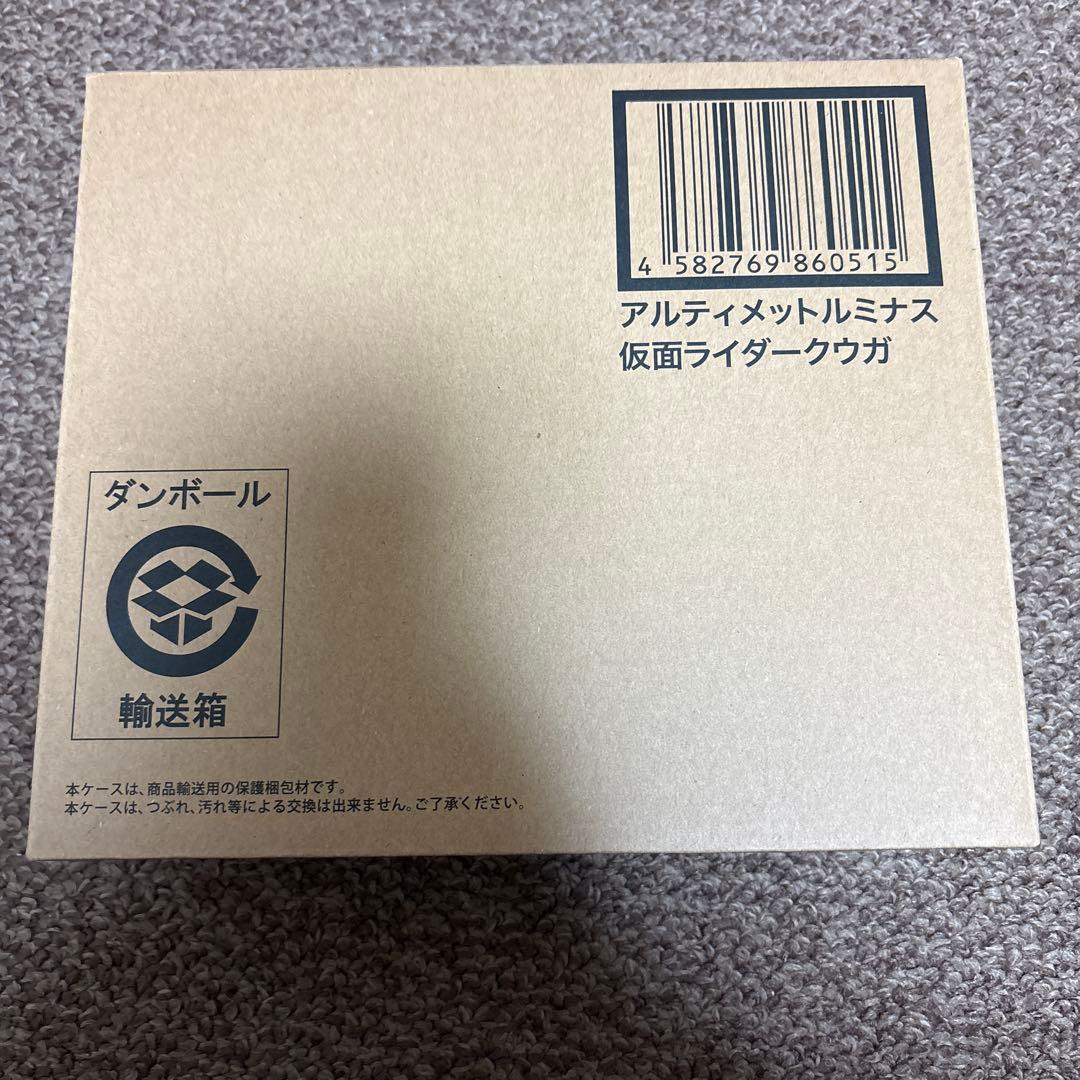 4 582769 860515
アルティメットルミナス
仮面ライダークウガ
ダンボール
輸送箱
本ケースは、商品輸送用の保護梱包材です。
本ケースは、つぶれ、汚れ等による交換は出来ません。ご了承ください。